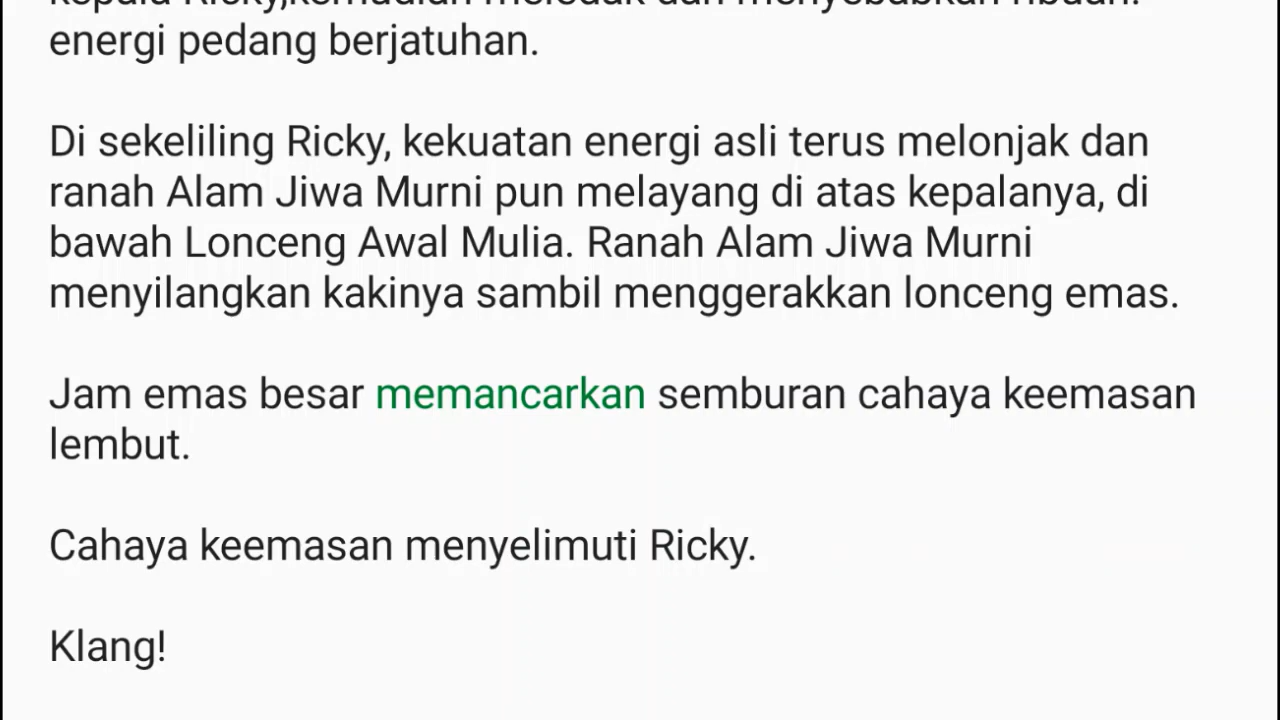 energi pedang berjatuhan.
Di sekeliling Ricky, kekuatan energi asli terus melonjak dan
ranah Alam Jiwa Murni pun melayang di atas kepalanya, di
bawah Lonceng Awal Mulia. Ranah Alam Jiwa Murni
menyilangkan kakinya sambil menggerakkan lonceng emas.
Jam emas besar memancarkan semburan cahaya keemasan
lembut.
Cahaya keemasan menyelimuti Ricky.
Klang!